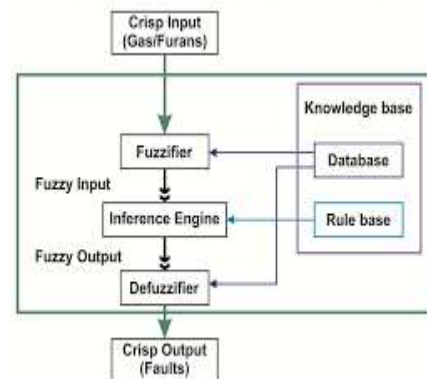 Crisp Input
(Gas/Furans)
Knowledge base
Fuzzifier
Database
Fuzzy Input
Inference Engine
Rule base
Fuzzy Output
Defuzzifier
Crisp Output
(Faults)